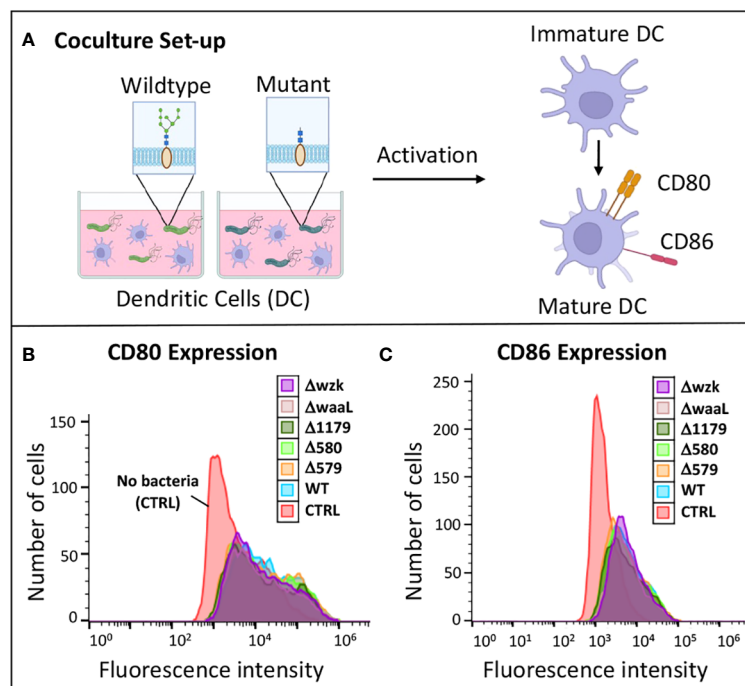 A Coculture Set-up
Wildtype
Mutant
Dendritic Cells (DC)
Activation
Immature DC
CD80
CD86
Mature DC
B CD80 Expression
Number of cells
150
100
50
0
No bacteria
(CTRL)
Δwzk
ΔwaaL
Δ1179
Δ580
Δ579
WT
CTRL
10⁰ 10² 10⁴ 10⁶
Fluorescence intensity
C CD86 Expression
Number of cells
250
200
150
100
50
0
Δwzk
ΔwaaL
Δ1179
Δ580
Δ579
WT
CTRL
10⁰ 10¹ 10² 10³ 10⁴ 10⁵ 10⁶
Fluorescence intensity